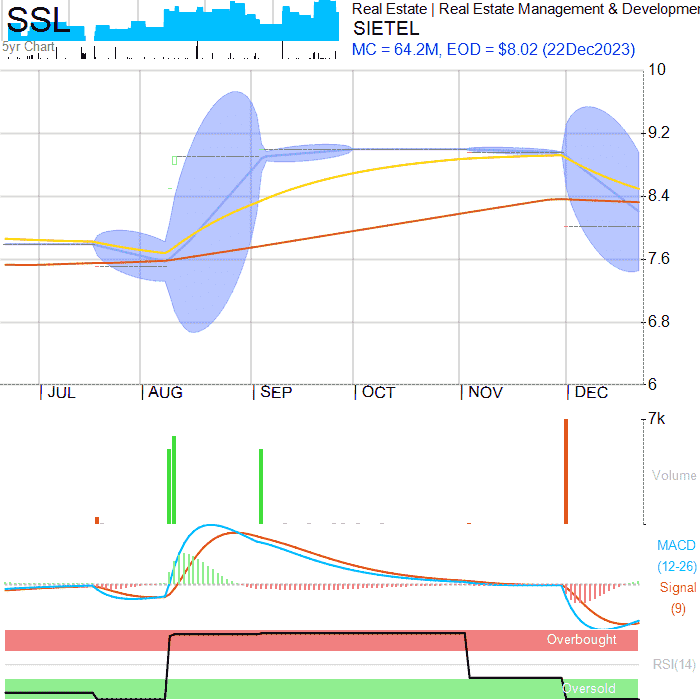 SSL
5yr Chart
Real Estate | Real Estate Management & Developmen
SIETEL
MC = 64.2M, EOD = $8.02 (22Dec2023)
10
9.2
8.4
7.6
6.8
6
JUL AUG SEP OCT NOV DEC
7k
Volume
MACD
(12-26)
Signal
(9)
Overbought
RSI(14)
Oversold